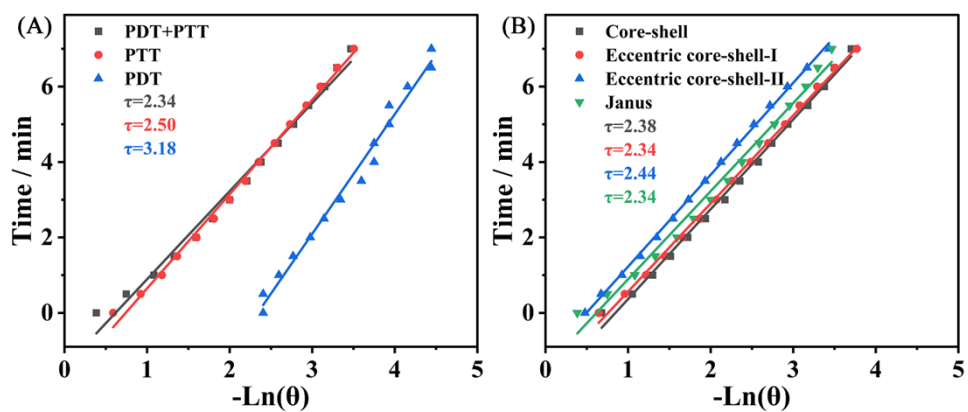 (A)
PDT+PTT
PTT
PDT
τ=2.34
τ=2.50
τ=3.18
Time / min
6
4
2
0
0 1 2 3 4 5
-Ln(θ)
(B)
Core-shell
Eccentric core-shell-I
Eccentric core-shell-II
Janus
τ=2.38
τ=2.34
τ=2.44
τ=2.34
Time / min
6
4
2
0
0 1 2 3 4 5
-Ln(θ)